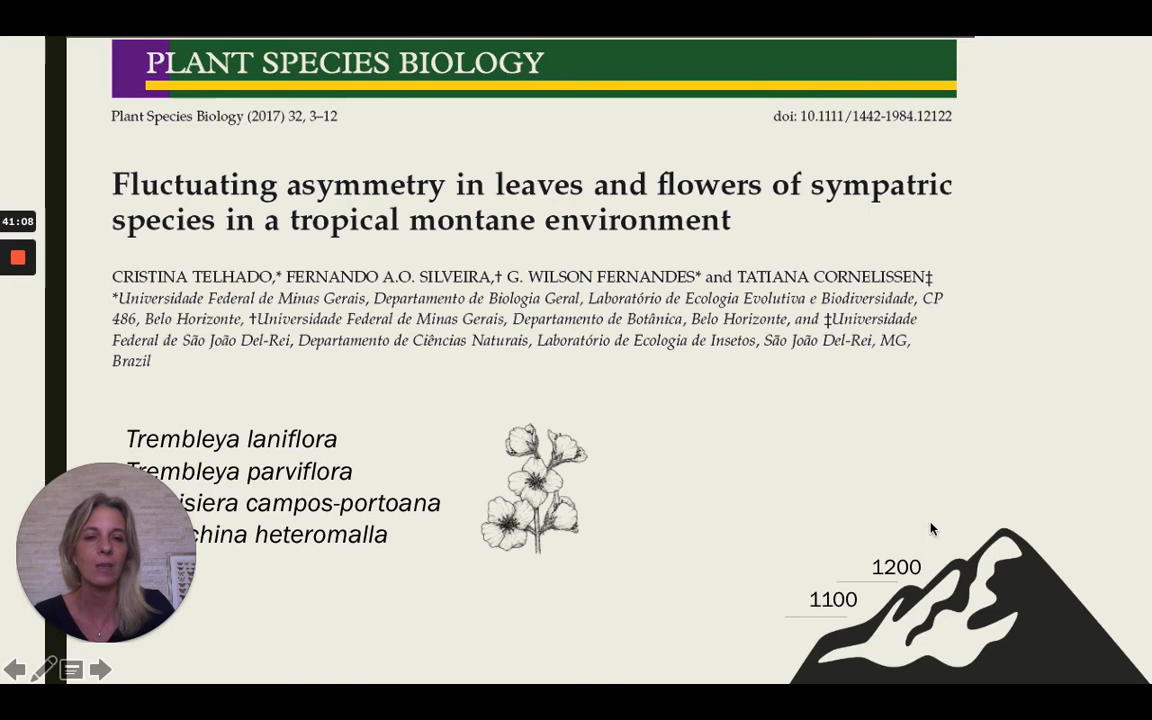 PLANT SPECIES BIOLOGY
Plant Species Biology (2017) 32, 3–12
doi: 10.1111/1442-1984.12122
Fluctuating asymmetry in leaves and flowers of sympatric
species in a tropical montane environment
CRISTINA TELHADO,* FERNANDO A.O. SILVEIRA,† G. WILSON FERNANDES* and TATIANA CORNELISSEN‡
*Universidade Federal de Minas Gerais, Departamento de Biologia Geral, Laboratório de Ecologia Evolutiva e Biodiversidade, CP
486, Belo Horizonte, †Universidade Federal de Minas Gerais, Departamento de Botânica, Belo Horizonte, and ‡Universidade
Federal de São João Del-Rei, Departamento de Ciências Naturais, Laboratório de Ecologia de Insetos, São João Del-Rei, MG,
Brazil
41:08
Trembleya laniflora
Trembleya parviflora
campos-portoana
heteromalla
1200
1100